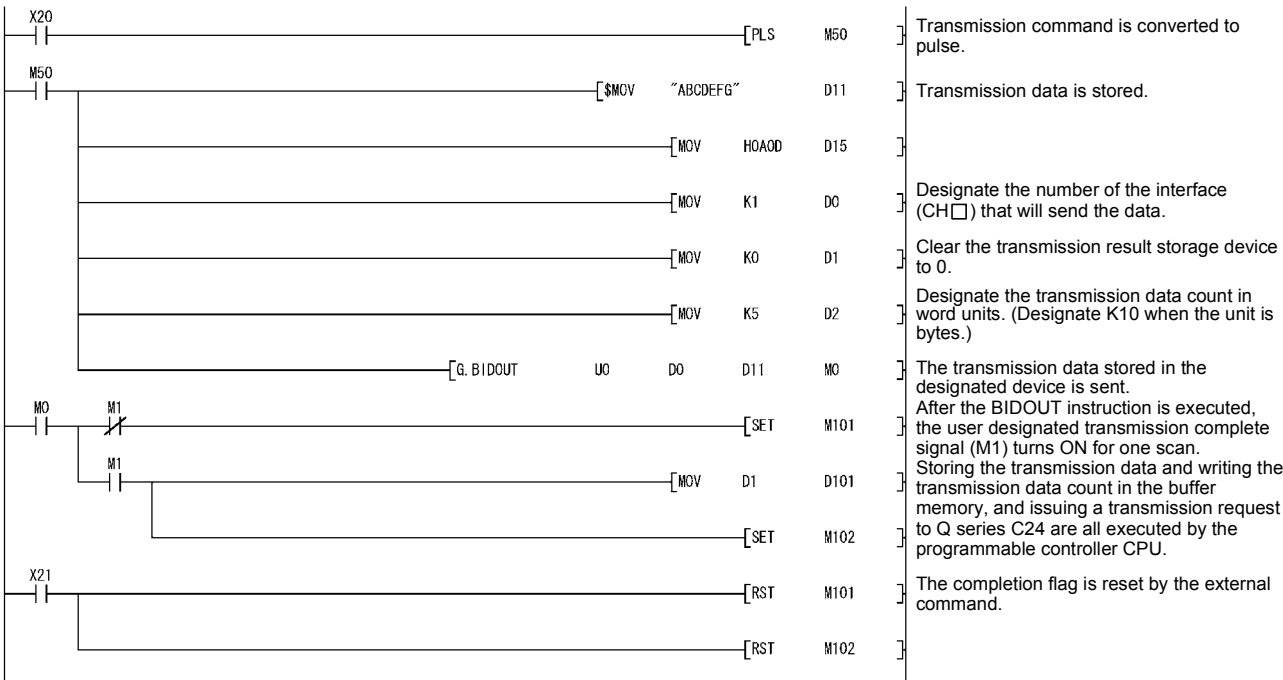 X20
[PLS M50]
Transmission command is converted to
pulse.
M50
[$MOV "ABCDEFG" D11]
Transmission data is stored.
[MOV H0A0D D15]
[MOV K1 D0]
Designate the number of the interface
(CH□) that will send the data.
[MOV K0 D1]
Clear the transmission result storage device
to 0.
[MOV K5 D2]
Designate the transmission data count in
word units. (Designate K10 when the unit is
bytes.)
[G.BIDOUT U0 D0 D11 M0]
The transmission data stored in the
designated device is sent.
M0 M1
[SET M101]
After the BIDOUT instruction is executed,
the user designated transmission complete
signal (M1) turns ON for one scan.
M1
[MOV D1 D101]
Storing the transmission data and writing the
transmission data count in the buffer
memory, and issuing a transmission request
[SET M102]
to Q series C24 are all executed by the
programmable controller CPU.
X21
[RST M101]
The completion flag is reset by the external
command.
[RST M102]